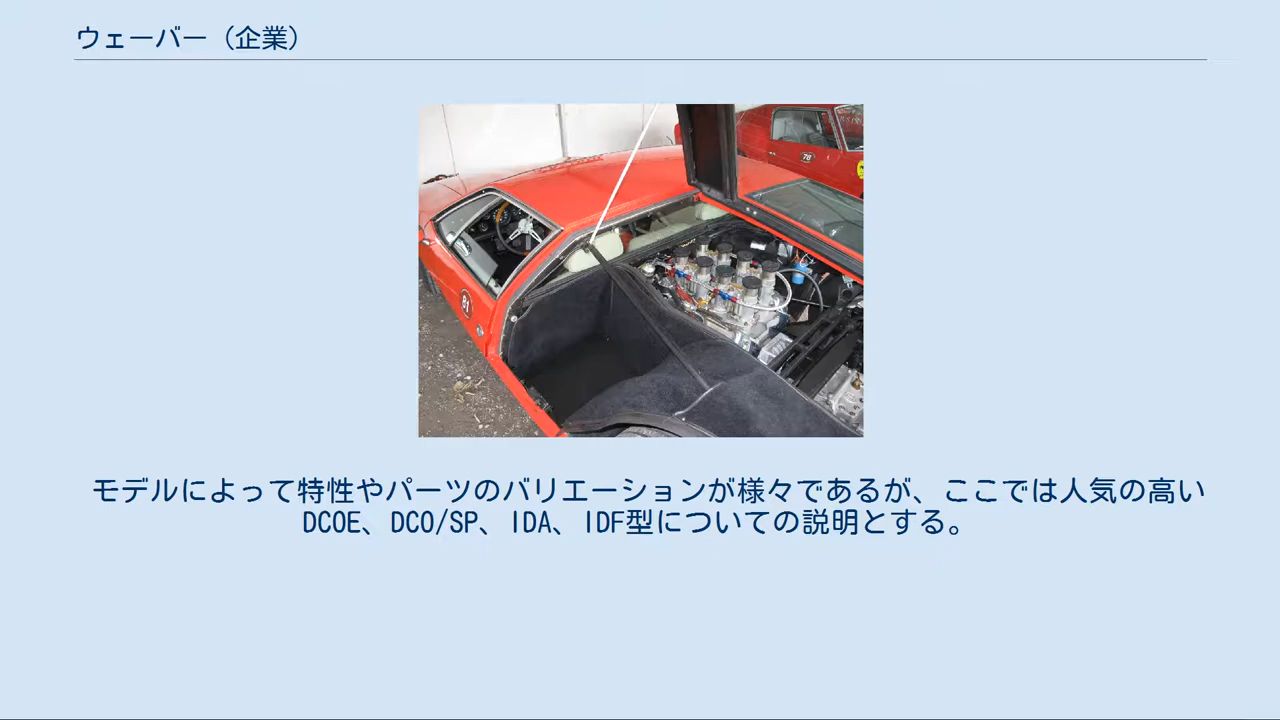 ウェーバー（企業）
78
81
モデルによって特性やパーツのバリエーションが様々であるが、ここでは人気の高い
DCOE、DCO/SP、IDA、IDF型についての説明とする。